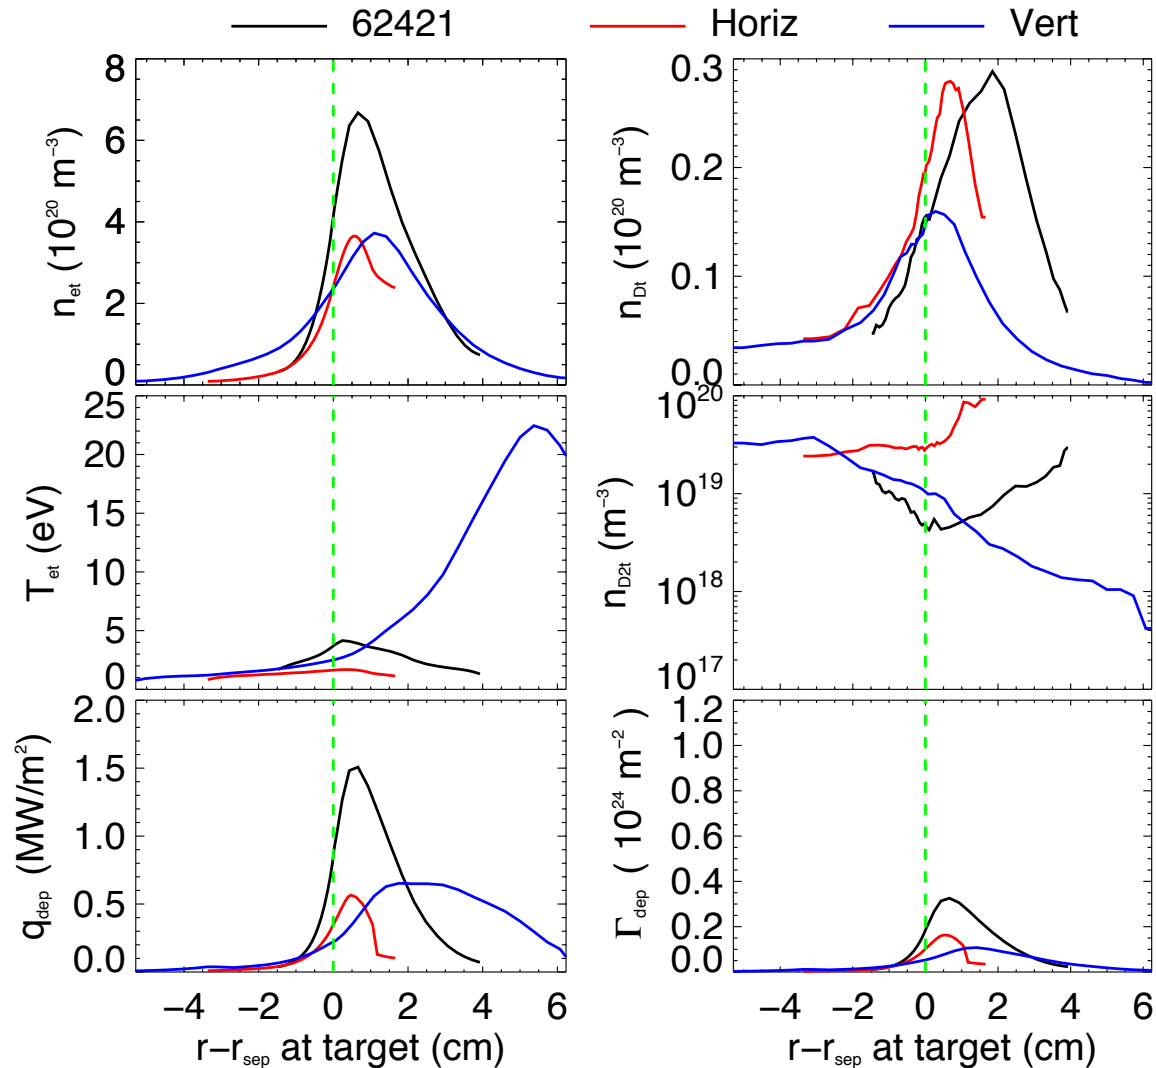 62421 Horiz Vert
n_et (10^20 m^−3)
8
6
4
2
0
n_Dt (10^20 m^−3)
0.3
0.2
0.1
0.0
T_et (eV)
25
20
15
10
5
0
n_D2t (m^−3)
10^20
10^19
10^18
10^17
q_dep (MW/m^2)
2.0
1.5
1.0
0.5
0.0
Γ_dep ( 10^24 m^−2 )
1.2
1.0
0.8
0.6
0.4
0.2
0.0
−4 −2 0 2 4 6
r−r_sep at target (cm)
−4 −2 0 2 4 6
r−r_sep at target (cm)